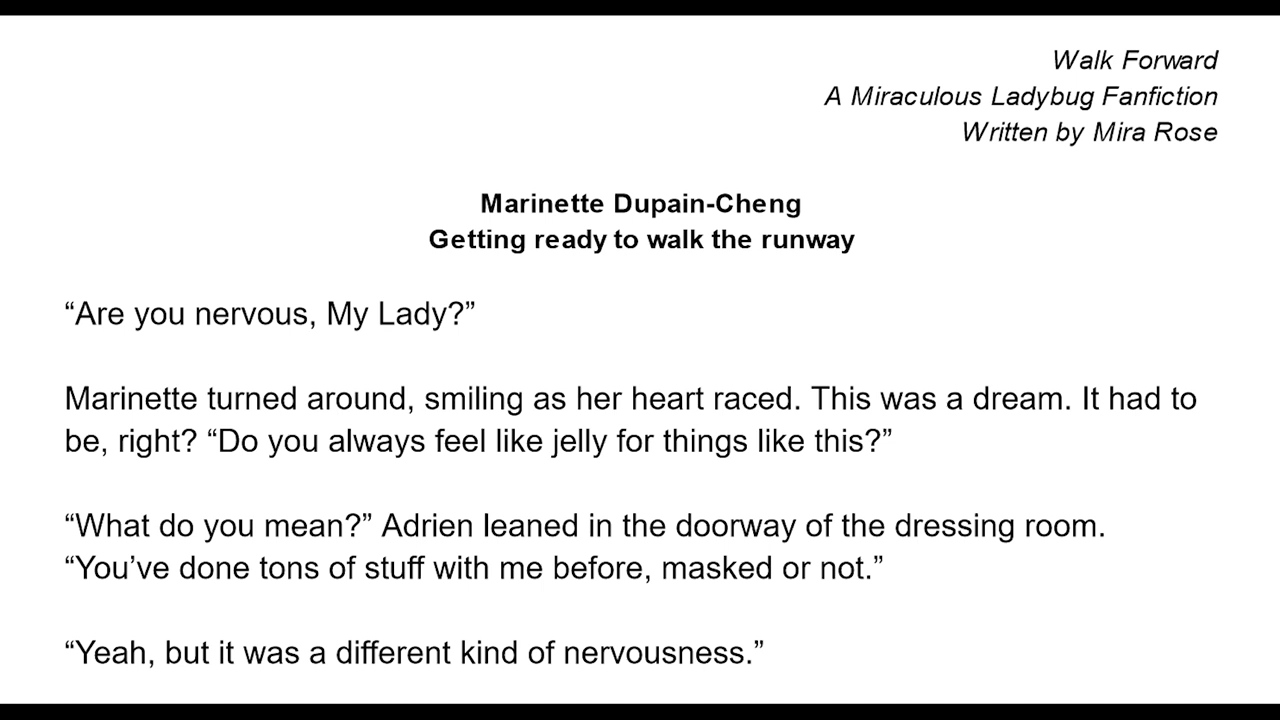 Walk Forward
A Miraculous Ladybug Fanfiction
Written by Mira Rose
Marinette Dupain-Cheng
Getting ready to walk the runway
“Are you nervous, My Lady?”
Marinette turned around, smiling as her heart raced. This was a dream. It had to
be, right? “Do you always feel like jelly for things like this?”
“What do you mean?” Adrien leaned in the doorway of the dressing room.
“You’ve done tons of stuff with me before, masked or not.”
“Yeah, but it was a different kind of nervousness.”